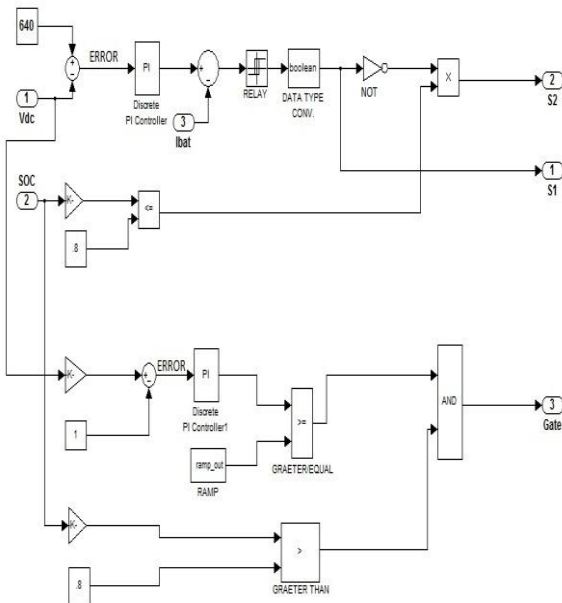 640
ERROR
PI
boolean
X
2
S2
1
Vdc
Discrete
PI Controller
3
Ibat
RELAY
DATA TYPE
CONV.
NOT
1
S1
SOC
2
-K-
<=
.8
-K-
ERROR
PI
AND
3
Gate
1
Discrete
PI Controller1
>=
ramp_out
RAMP
GRAETER/EQUAL
-K-
>
.8
GRAETER THAN